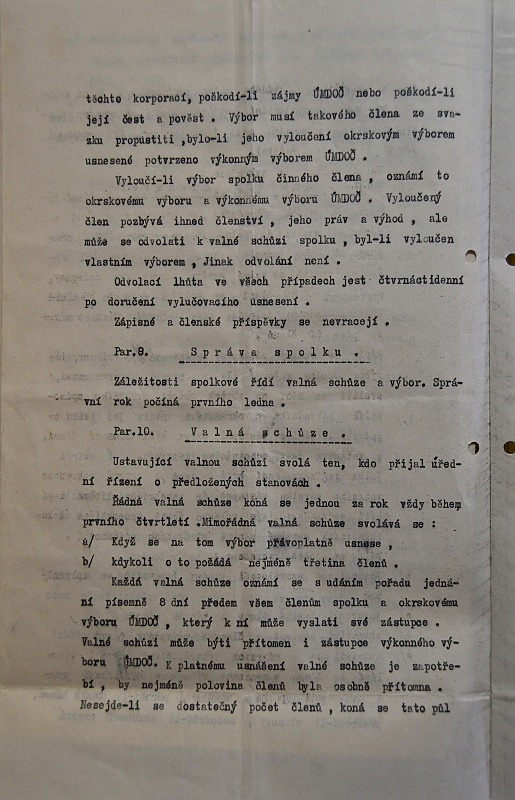 těchto korporací, poškodí-li zájmy ÚMDOČ nebo poškodí-li
její čest a pověst . Výbor musí takového člena ze sva-
zku propustiti ,bylo-li jeho vyloučení okrskovým výborem
usnesené potvrzeno výkonným výborem ÚMDOČ .
Vyloučí-li výbor spolku činného člena , oznámí to
okrskovému výboru a výkonnému výboru ÚMDOČ . Vyloučený
člen pozbývá ihned členství , jeho práv a výhod , ale
může se odvolati k valné schůzi spolku , byl-li vyloučen
vlastním výborem , Jinak odvolání není .
Odvolací lhůta ve všech případech jest čtvrnáctidenní
po doručení vylučovacího usnesení .
Zápisné a členské příspěvky se nevracejí .
Par.9. Správa spolku.
Záležitosti spolkové řídí valná schůze a výbor. Sprá-
vní rok počíná prvního ledna .
Par.10. Valná schůze.
Ustavující valnou schůzi svolá ten, kdo přijal úřed-
ní řízení o předložených stanovách .
Řádná valná schůze koná se jednou za rok vždy během
prvního čtvrtletí .Mimořádná valná schůze svolává se :
a/ Když se na tom výbor právoplatně usnese ,
b/ kdykoli o to požádá nejméně třetina členů .
Každá valná schůze oznámí se s udáním pořadu jedná-
ní písemně 8 dní předem všem členům spolku a okrskovému
výboru ÚMDOČ , který k ní může vyslati své zástupce .
Valné schůzi může býti přítomen i zástupce výkonného vý-
boru ÚMDOČ. K platnému usnášení valné schůze je zapotře-
bí , by nejméně polovina členů byla osobně přítomna .
Nesejde-li se dostatečný počet členů , koná se tato půl